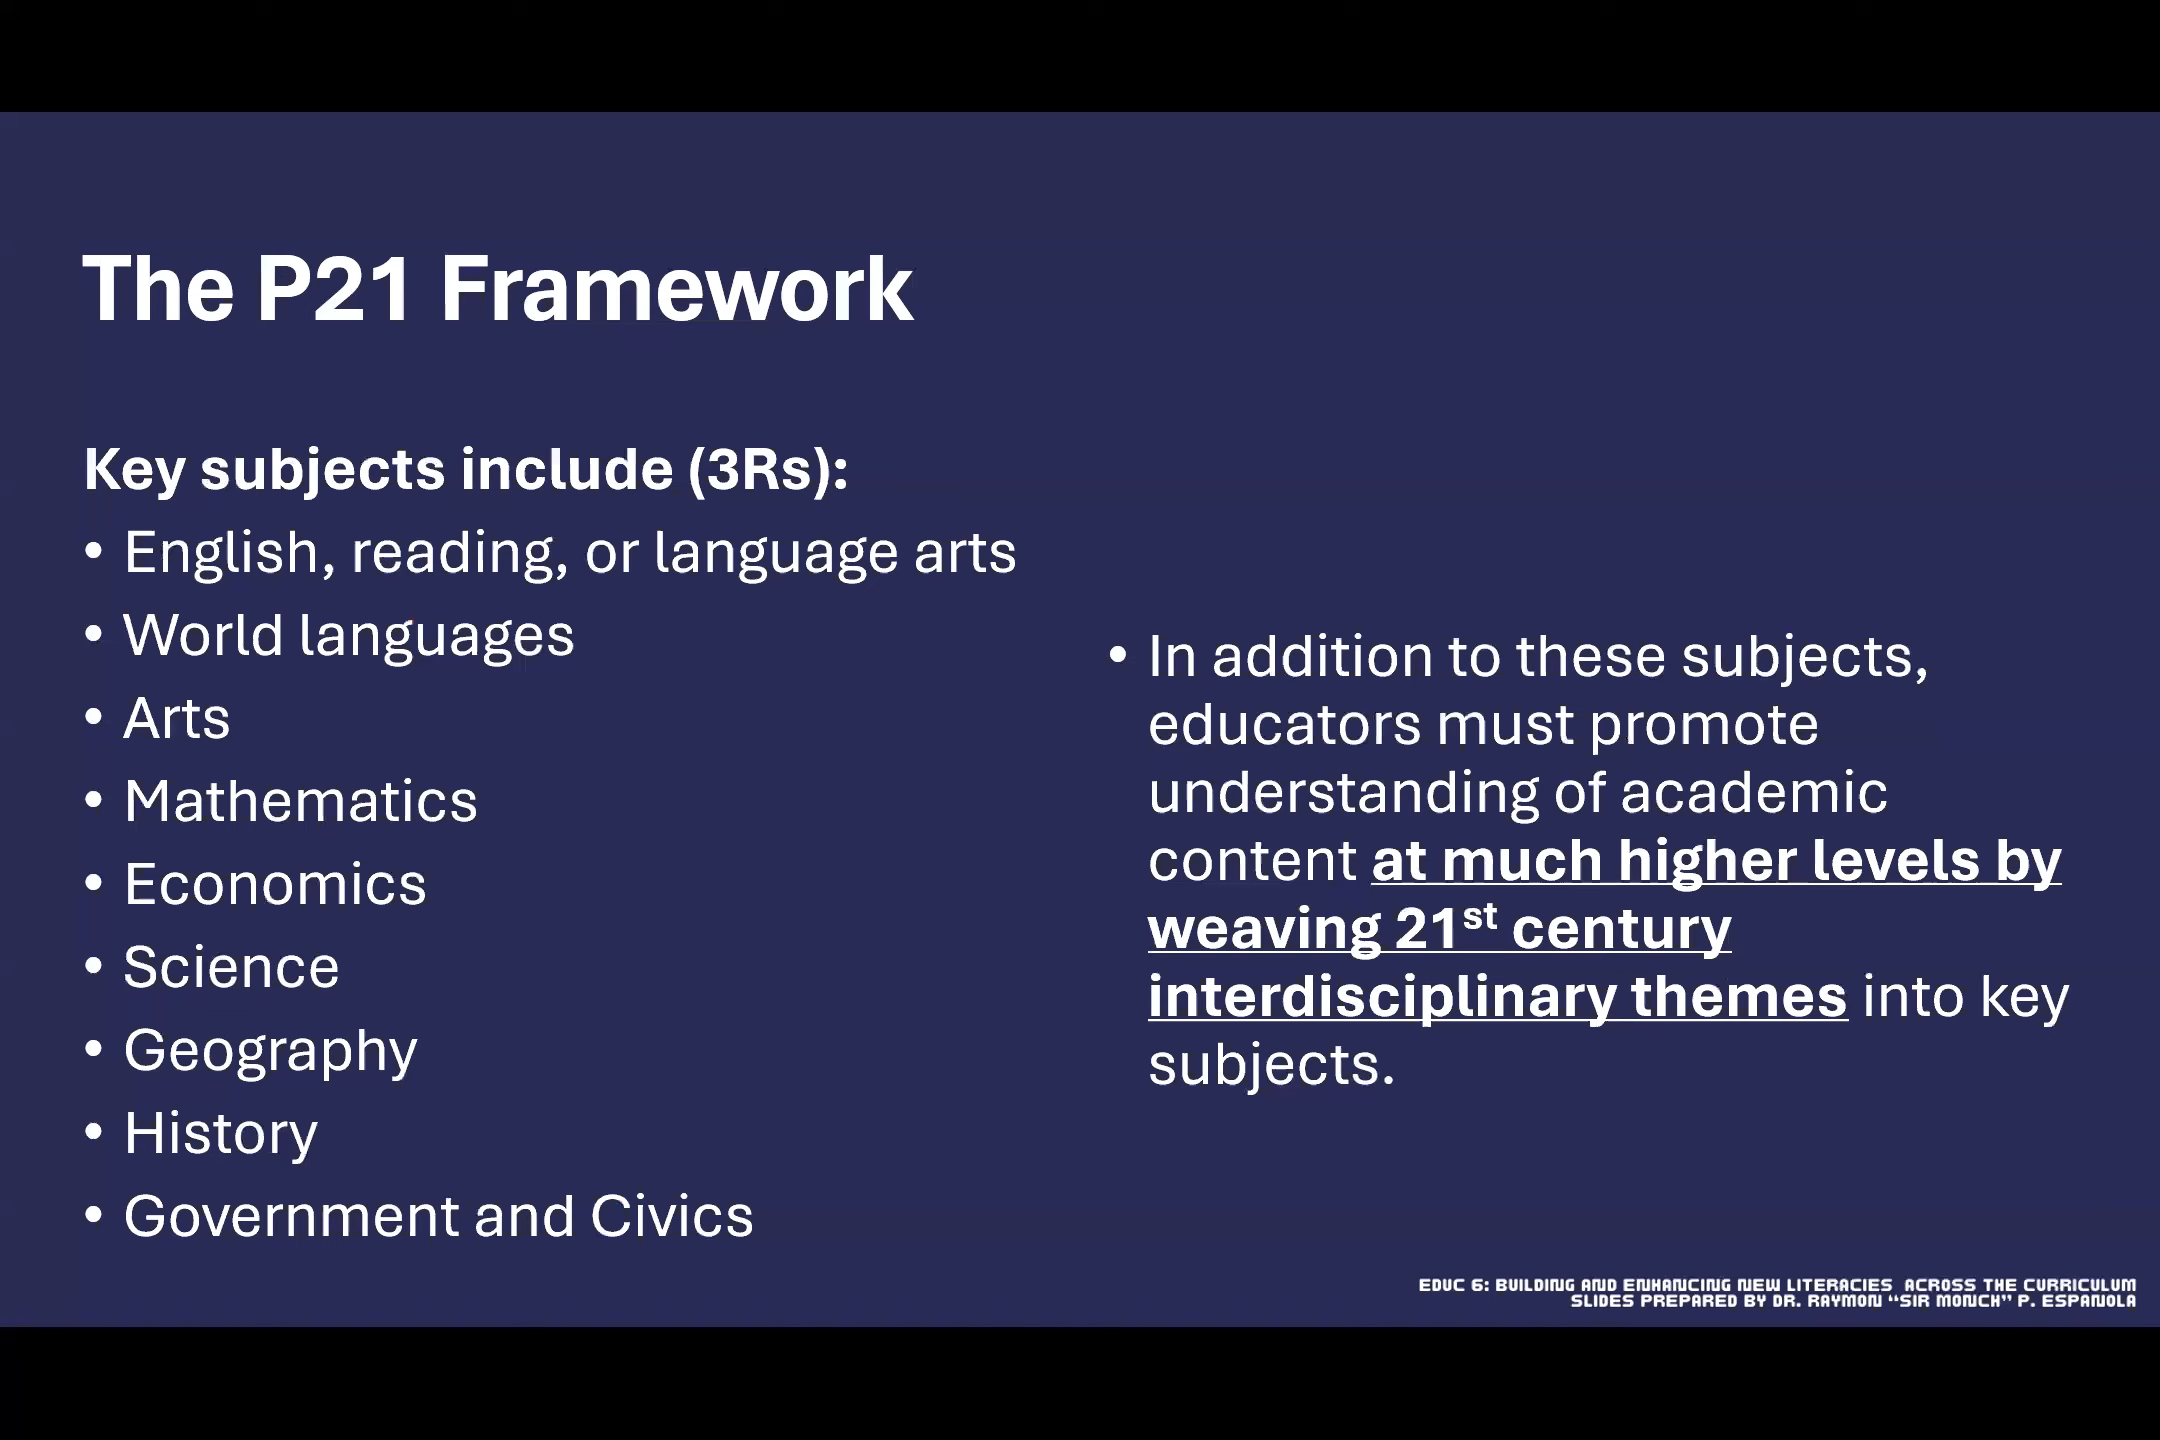 The P21 Framework
Key subjects include (3Rs):
• English, reading, or language arts
• World languages
• Arts
• Mathematics
• Economics
• Science
• Geography
• History
• Government and Civics
• In addition to these subjects,
educators must promote
understanding of academic
content at much higher levels by
weaving 21st century
interdisciplinary themes into key
subjects.
EDUC 6: BUILDING AND ENHANCING NEW LITERACIES ACROSS THE CURRICULUM
SLIDES PREPARED BY DR. RAYMON “SIR MONCH” P. ESPANOLA